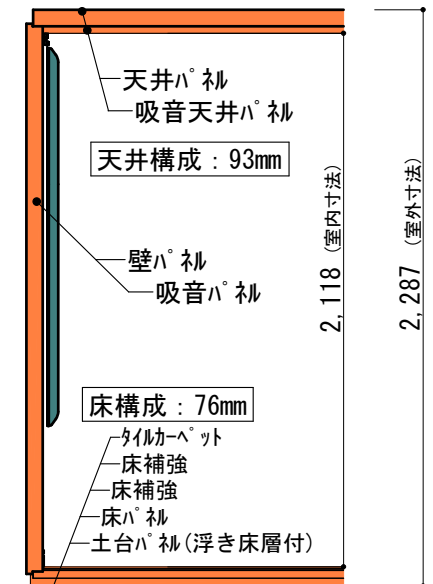 天井パネル
吸音天井パネル
天井構成：93mm
2,118 (室内寸法)
2,287 (室外寸法)
壁パネル
吸音パネル
床構成：76mm
ﾀｲﾙｶｰﾍﾟｯﾄ
床補強
床補強
床パネル
土台パネル(浮き床層付)